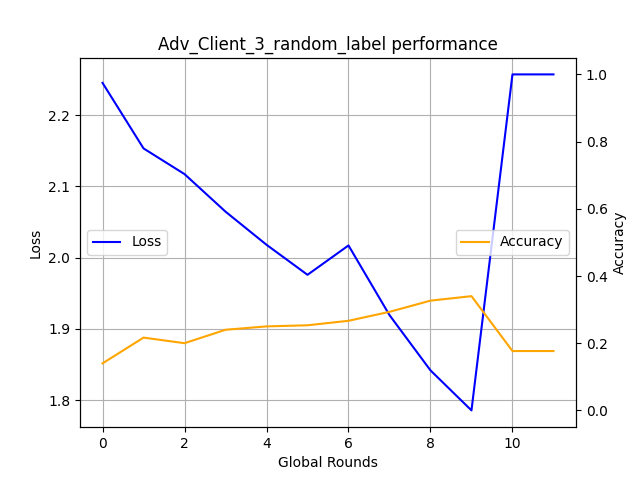 Adv_Client_3_random_label performance
Loss
2.2
2.1
2.0
1.9
1.8
Loss
Accuracy
1.0
0.8
0.6
0.4
0.2
0.0
Accuracy
0 2 4 6 8 10
Global Rounds